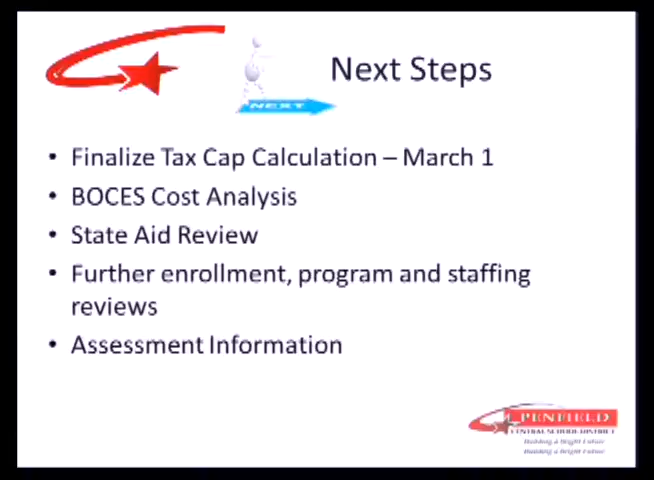 Next Steps
NEXT
• Finalize Tax Cap Calculation – March 1
• BOCES Cost Analysis
• State Aid Review
• Further enrollment, program and staffing
reviews
• Assessment Information
PENFIELD
CENTRAL SCHOOL DISTRICT
Building a Bright Future
Building a Bright Future